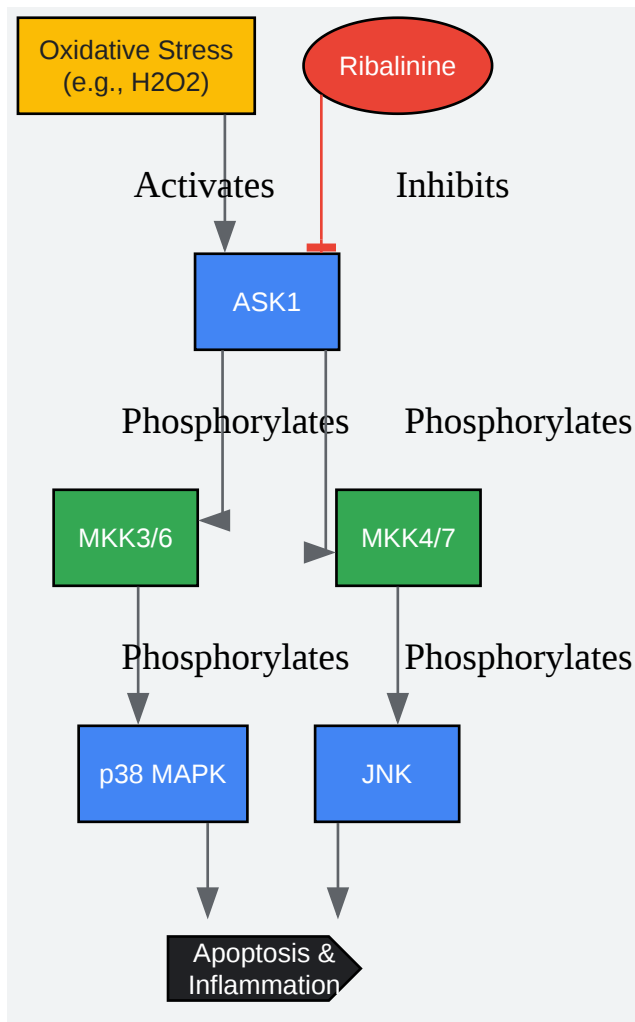 Oxidative Stress
(e.g., H2O2)
Ribalinine
Activates
Inhibits
ASK1
Phosphorylates
Phosphorylates
MKK3/6
MKK4/7
Phosphorylates
Phosphorylates
p38 MAPK
JNK
Apoptosis &
Inflammation